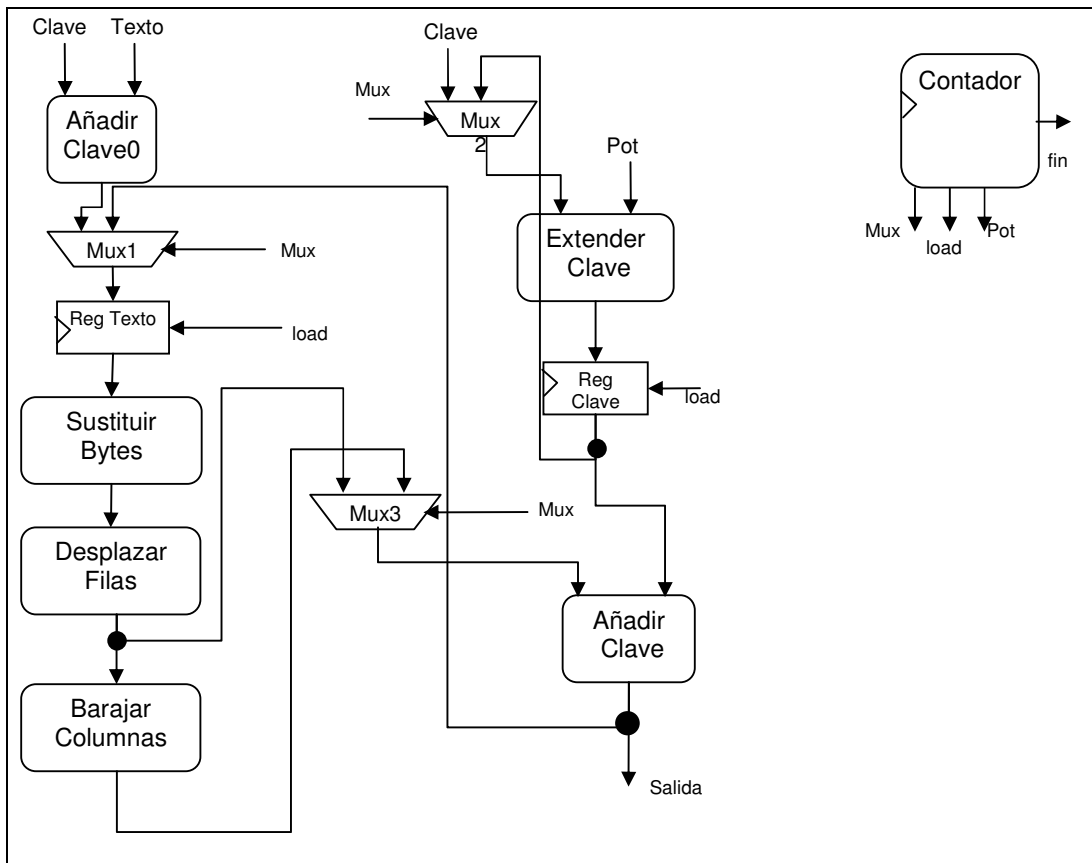 Clave
Texto
Añadir
Clave0
Mux1
Mux
Reg Texto
load
Sustituir
Bytes
Desplazar
Filas
Barajar
Columnas
Clave
Mux
Mux
2
Pot
Extender
Clave
Reg
Clave
load
Mux3
Mux
Añadir
Clave
Salida
Contador
fin
Mux
load
Pot